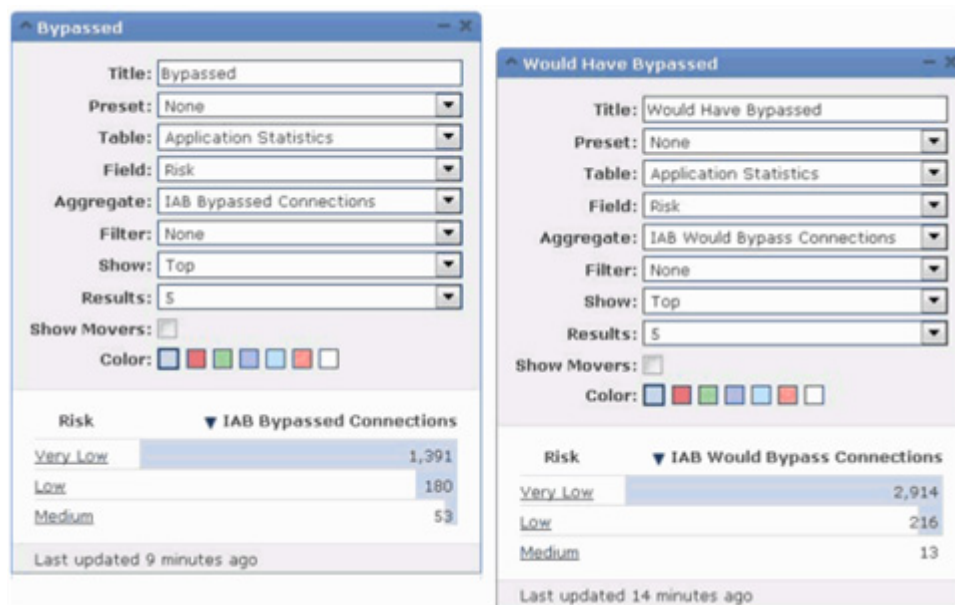 Bypassed
Title: Bypassed
Preset: None
Table: Application Statistics
Field: Risk
Aggregate: IAB Bypassed Connections
Filter: None
Show: Top
Results: 5
Show Movers:
Color:
Risk IAB Bypassed Connections
Very Low 1,391
Low 180
Medium 53
Last updated 9 minutes ago
Would Have Bypassed
Title: Would Have Bypassed
Preset: None
Table: Application Statistics
Field: Risk
Aggregate: IAB Would Bypass Connections
Filter: None
Show: Top
Results: 5
Show Movers:
Color:
Risk IAB Would Bypass Connections
Very Low 2,914
Low 216
Medium 13
Last updated 14 minutes ago